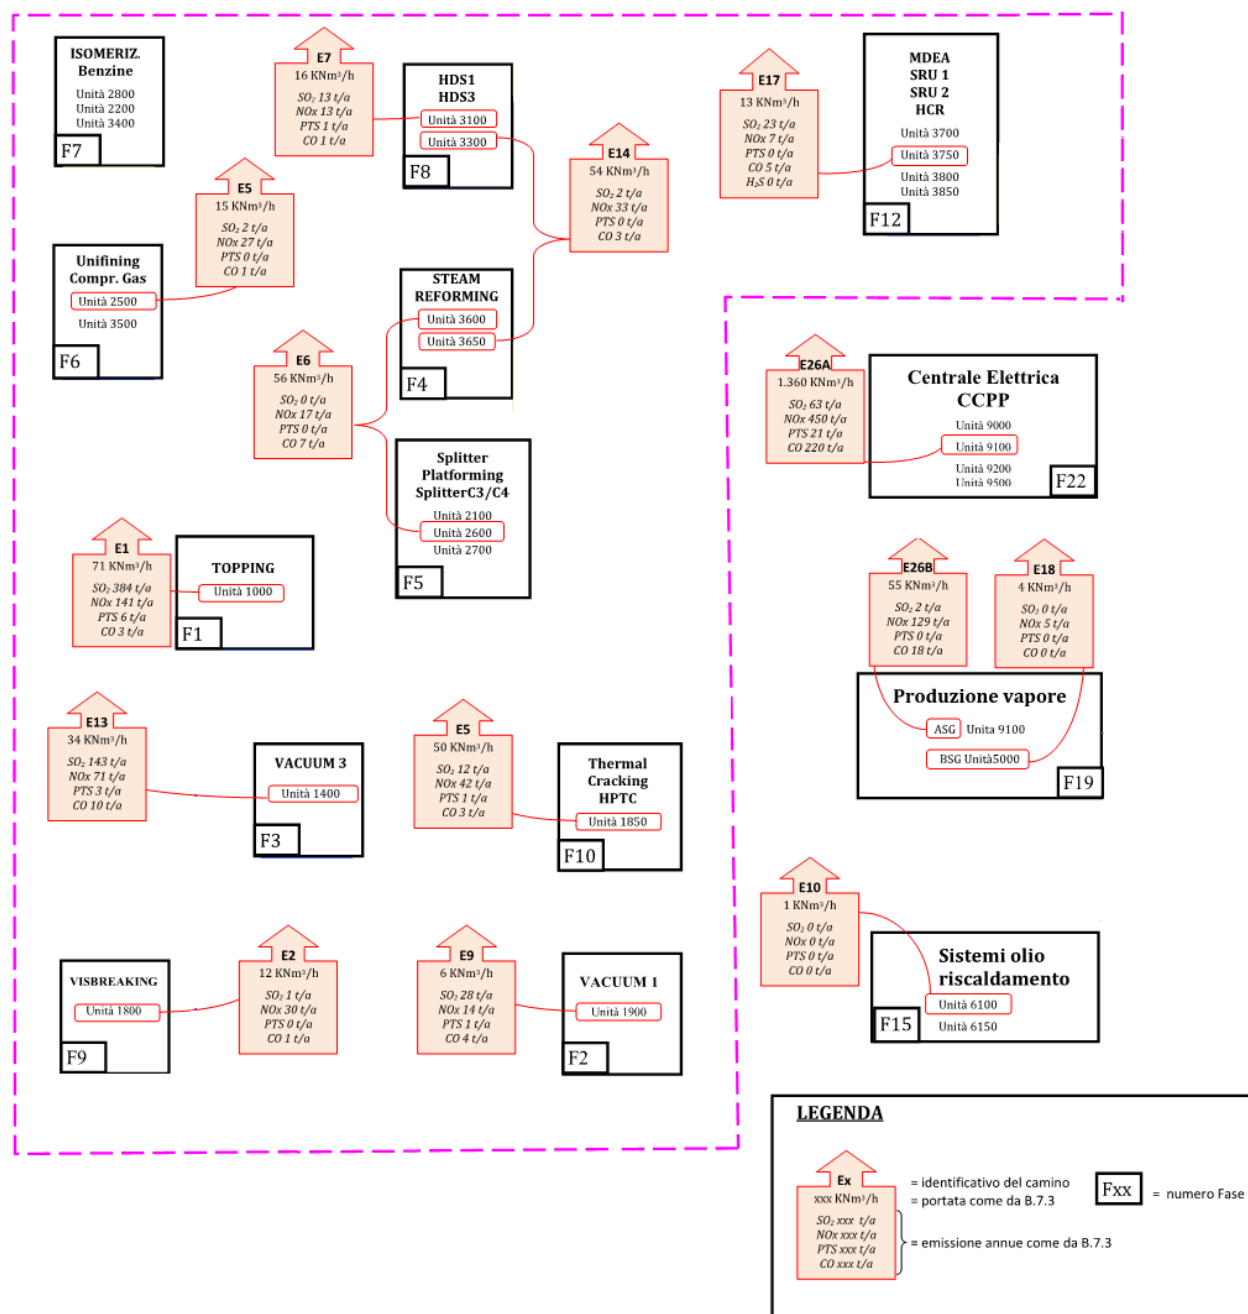 ISOMERIZ.
Benzine
Unità 2800
Unità 2200
Unità 3400
F7
E7
16 KNm³/h
SO₂ 13 t/a
NOx 13 t/a
PTS 1 t/a
CO 1 t/a
HDS1
HDS3
Unità 3100
Unità 3300
F8
E17
13 KNm³/h
SO₂ 23 t/a
NOx 7 t/a
PTS 0 t/a
CO 5 t/a
H₂S 0 t/a
MDEA
SRU 1
SRU 2
HCR
Unità 3700
Unità 3750
Unità 3800
Unità 3850
F12
E14
54 KNm³/h
SO₂ 2 t/a
NOx 33 t/a
PTS 0 t/a
CO 3 t/a
E5
15 KNm³/h
SO₂ 2 t/a
NOx 27 t/a
PTS 0 t/a
CO 1 t/a
Unifining
Compr. Gas
Unità 2500
Unità 3500
F6
STEAM
REFORMING
Unità 3600
Unità 3650
F4
E6
56 KNm³/h
SO₂ 0 t/a
NOx 17 t/a
PTS 0 t/a
CO 7 t/a
Splitter
Platforming
SplitterC3/C4
Unità 2100
Unità 2600
Unità 2700
F5
E26A
1.360 KNm³/h
SO₂ 63 t/a
NOx 450 t/a
PTS 21 t/a
CO 220 t/a
Centrale Elettrica
CCPP
Unità 9000
Unità 9100
Unità 9200
Unità 9500
F22
E1
71 KNm³/h
SO₂ 384 t/a
NOx 141 t/a
PTS 6 t/a
CO 3 t/a
TOPPING
Unità 1000
F1
E26B
55 KNm³/h
SO₂ 2 t/a
NOx 129 t/a
PTS 0 t/a
CO 18 t/a
E18
4 KNm³/h
SO₂ 0 t/a
NOx 5 t/a
PTS 0 t/a
CO 0 t/a
Produzione vapore
ASG Unita 9100
BSG Unità5000
F19
E13
34 KNm³/h
SO₂ 143 t/a
NOx 71 t/a
PTS 3 t/a
CO 10 t/a
VACUUM 3
Unità 1400
F3
E5
50 KNm³/h
SO₂ 12 t/a
NOx 42 t/a
PTS 1 t/a
CO 3 t/a
Thermal
Cracking
HPTC
Unità 1850
F10
E10
1 KNm³/h
SO₂ 0 t/a
NOx 0 t/a
PTS 0 t/a
CO 0 t/a
Sistemi olio
riscaldamento
Unità 6100
Unità 6150
F15
VISBREAKING
Unità 1800
F9
E2
12 KNm³/h
SO₂ 1 t/a
NOx 30 t/a
PTS 0 t/a
CO 1 t/a
E9
6 KNm³/h
SO₂ 28 t/a
NOx 14 t/a
PTS 1 t/a
CO 4 t/a
VACUUM 1
Unità 1900
F2
LEGENDA
Ex
xxx KNm³/h
SO₂ xxx t/a
NOx xxx t/a
PTS xxx t/a
CO xxx t/a
= identificativo del camino
= portata come da B.7.3
= emissione annue come da B.7.3
Fxx
= numero Fase